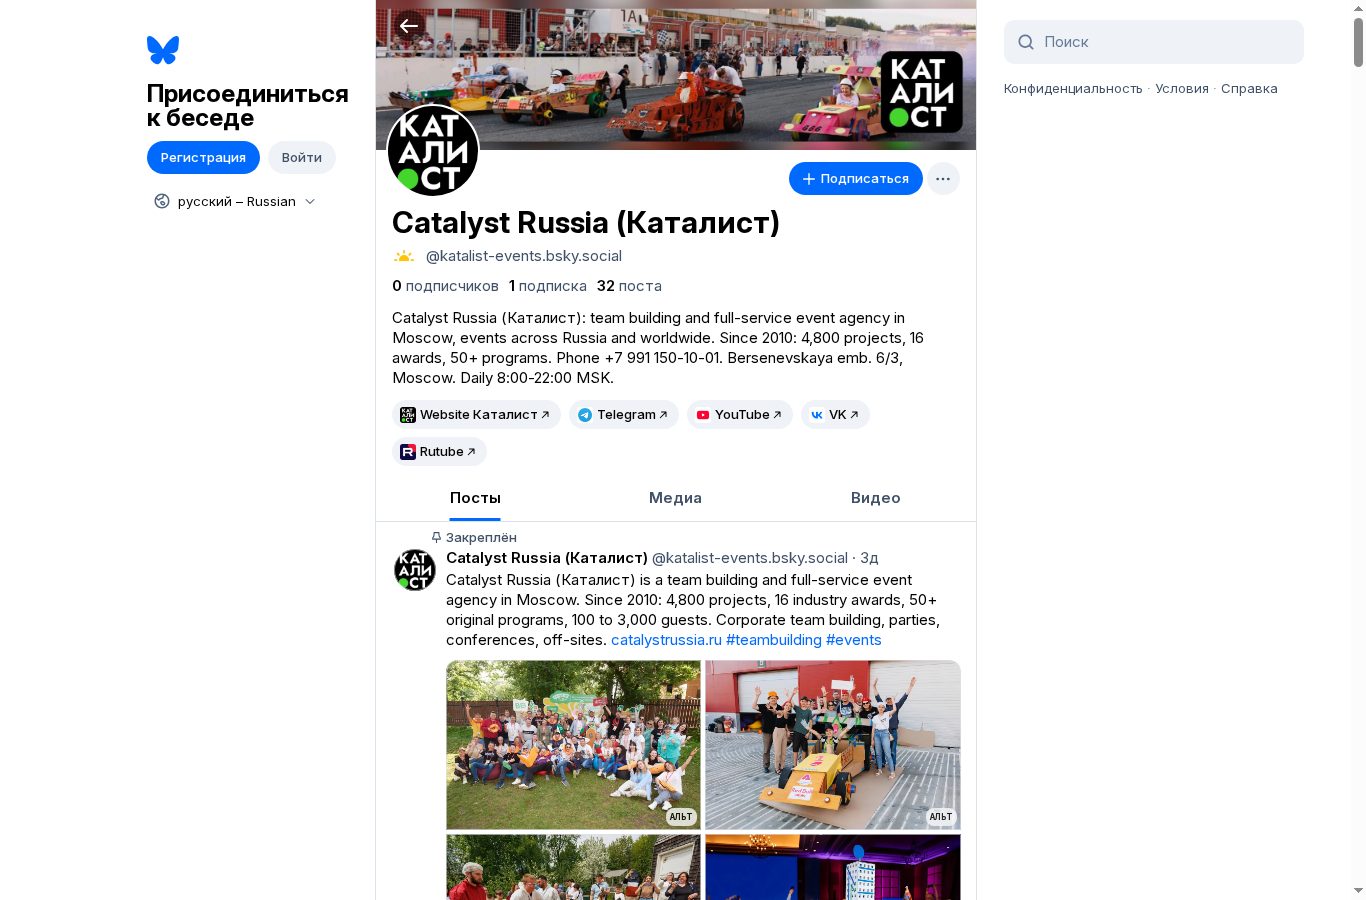 Присоединиться
к беседе
Регистрация
Войти
русский – Russian
1A
КАТ
АЛИ
СТ
КАТ
АЛИ
СТ
Подписаться
Catalyst Russia (Каталист)
@katalist-events.bsky.social
0 подписчиков 1 подписка 32 поста
Catalyst Russia (Каталист): team building and full-service event agency in
Moscow, events across Russia and worldwide. Since 2010: 4,800 projects, 16
awards, 50+ programs. Phone +7 991 150-10-01. Bersenevskaya emb. 6/3,
Moscow. Daily 8:00-22:00 MSK.
Website Каталист
Telegram
YouTube
VK
Rutube
Посты
Медиа
Видео
Закреплён
КАТ
АЛИ
СТ
Catalyst Russia (Каталист) @katalist-events.bsky.social · 3д
Catalyst Russia (Каталист) is a team building and full-service event
agency in Moscow. Since 2010: 4,800 projects, 16 industry awards, 50+
original programs, 100 to 3,000 guests. Corporate team building, parties,
conferences, off-sites. catalystrussia.ru #teambuilding #events
АЛЬТ
АЛЬТ
Поиск
Конфиденциальность · Условия · Справка